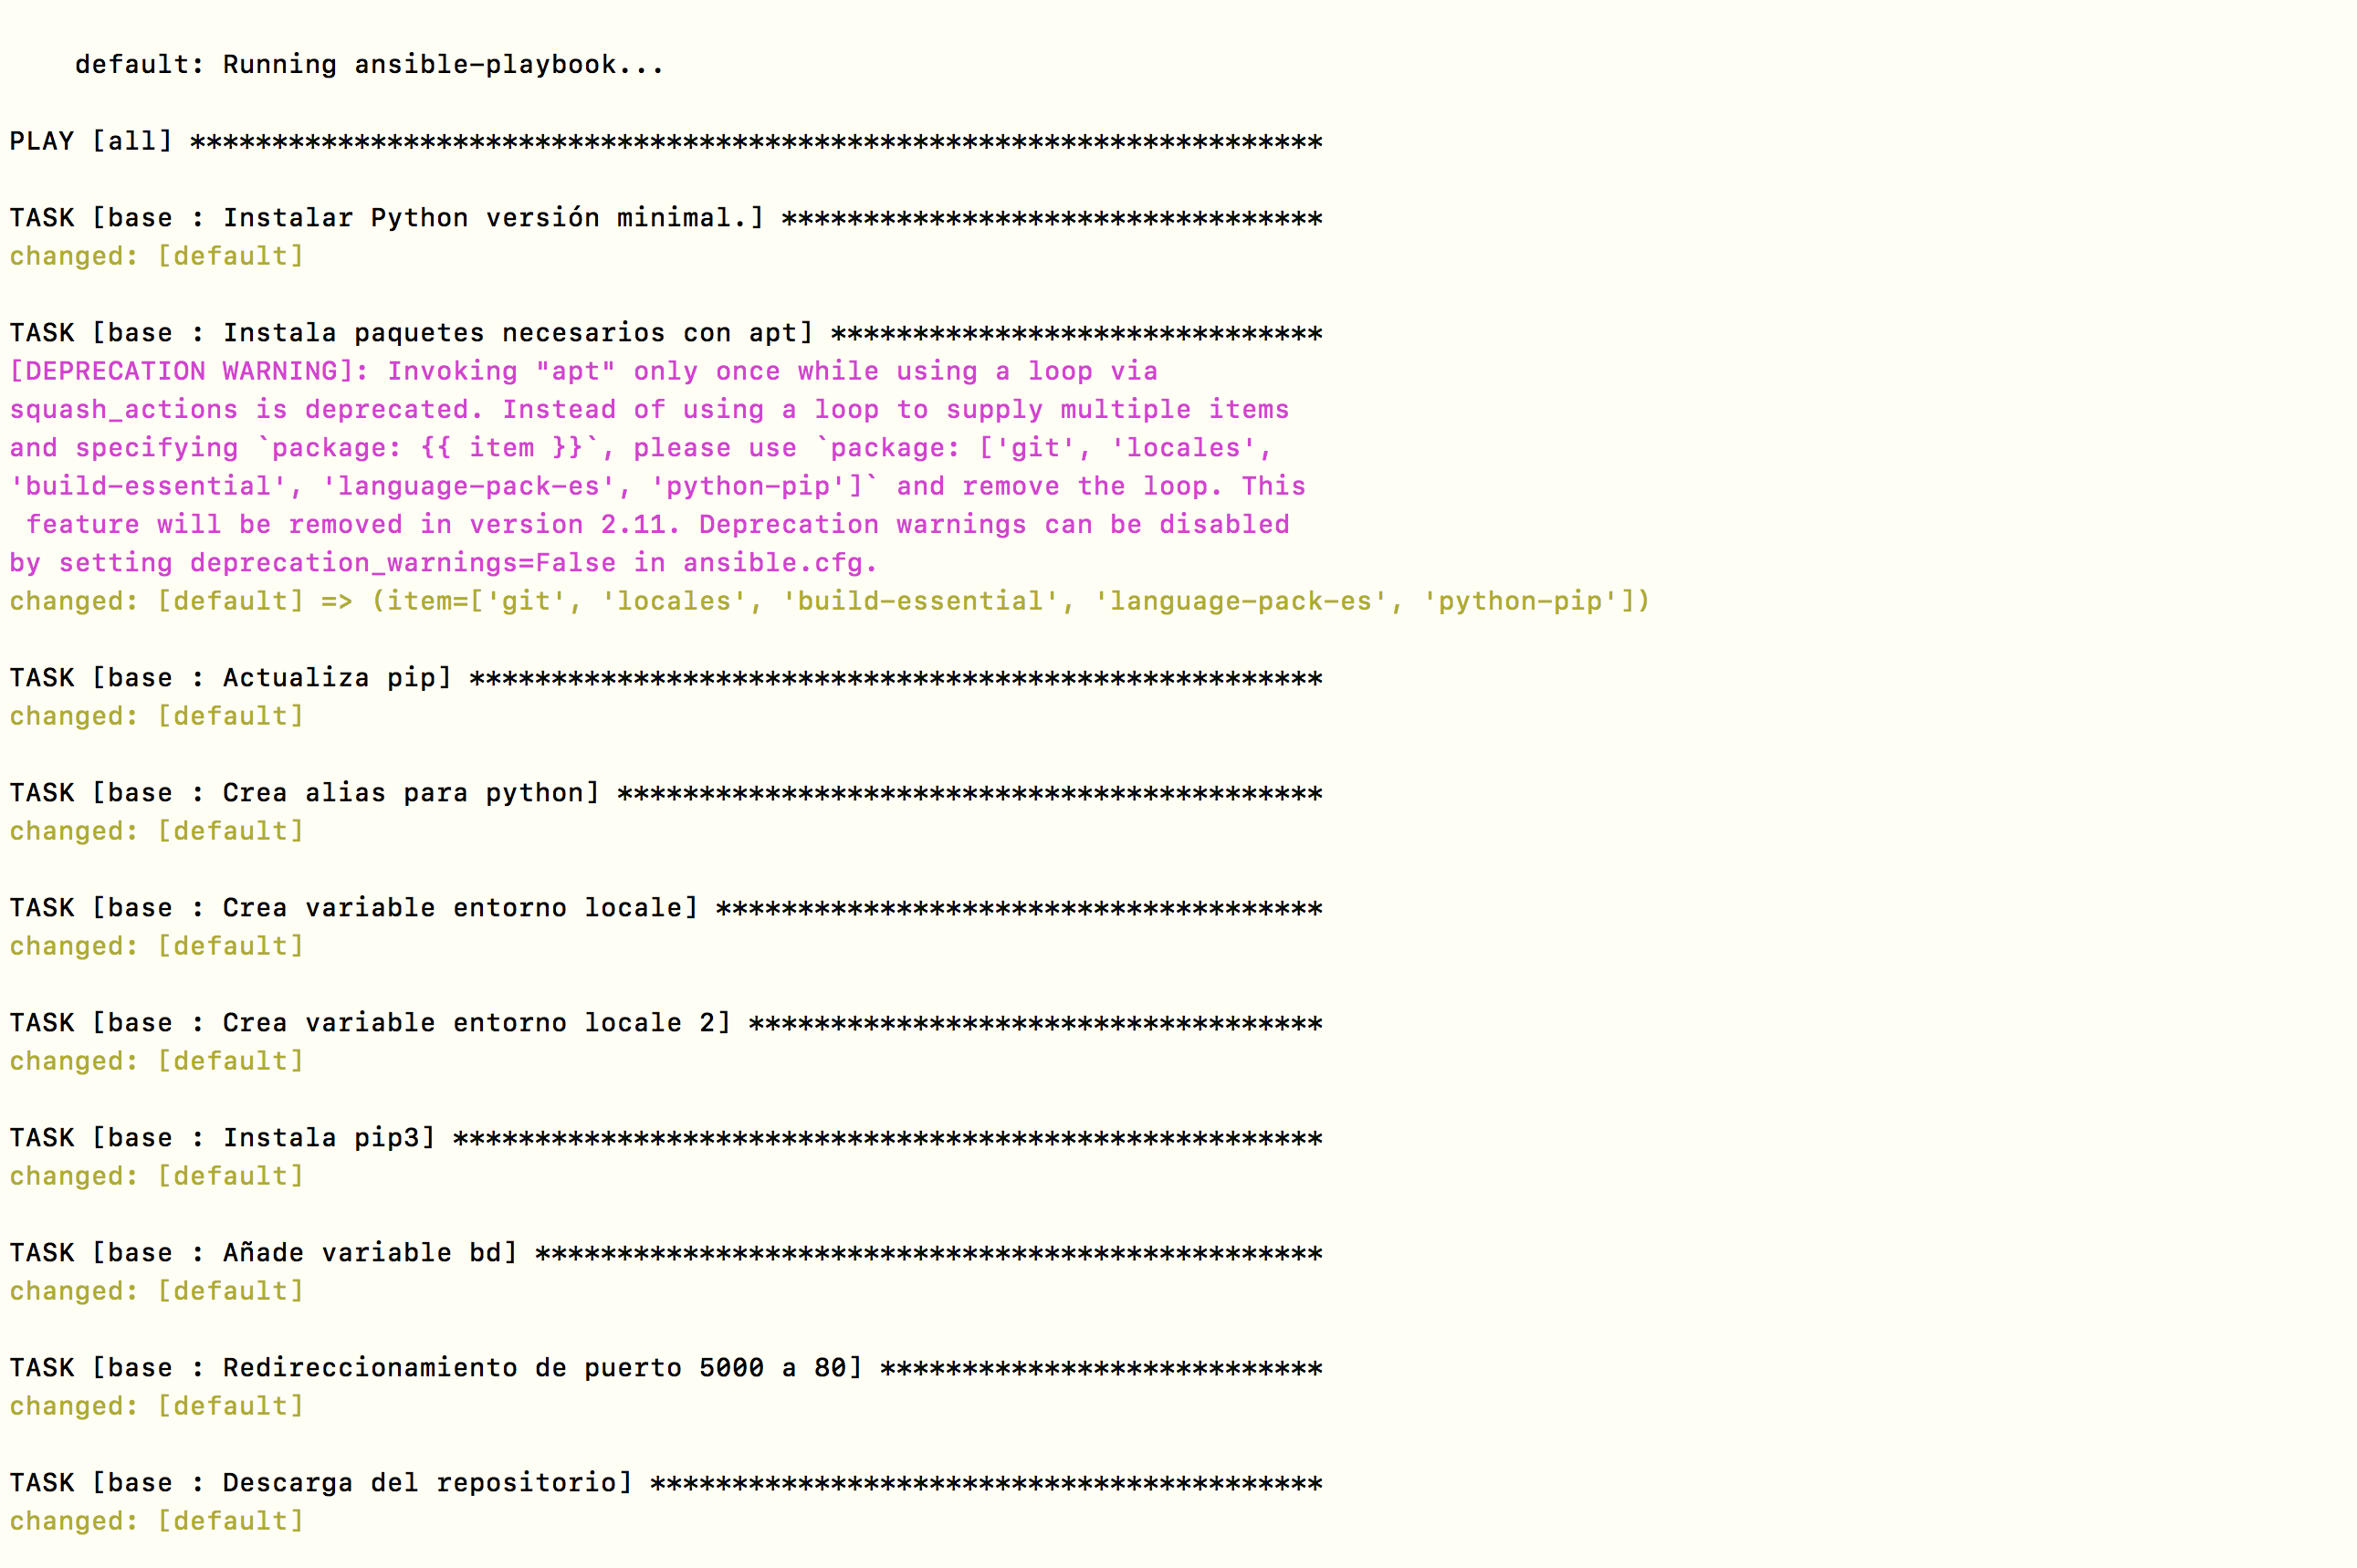 default: Running ansible-playbook...
PLAY [all] *********************************************************************
TASK [base : Instalar Python versión minimal.] *********************************
changed: [default]
TASK [base : Instala paquetes necesarios con apt] ******************************
[DEPRECATION WARNING]: Invoking "apt" only once while using a loop via
squash_actions is deprecated. Instead of using a loop to supply multiple items
and specifying `package: {{ item }}`, please use `package: ['git', 'locales',
'build-essential', 'language-pack-es', 'python-pip']` and remove the loop. This
 feature will be removed in version 2.11. Deprecation warnings can be disabled
by setting deprecation_warnings=False in ansible.cfg.
changed: [default] => (item=['git', 'locales', 'build-essential', 'language-pack-es', 'python-pip'])
TASK [base : Actualiza pip] ****************************************************
changed: [default]
TASK [base : Crea alias para python] *******************************************
changed: [default]
TASK [base : Crea variable entorno locale] *************************************
changed: [default]
TASK [base : Crea variable entorno locale 2] ***********************************
changed: [default]
TASK [base : Instala pip3] *****************************************************
changed: [default]
TASK [base : Añade variable bd] ************************************************
changed: [default]
TASK [base : Redireccionamiento de puerto 5000 a 80] ***************************
changed: [default]
TASK [base : Descarga del repositorio] *****************************************
changed: [default]